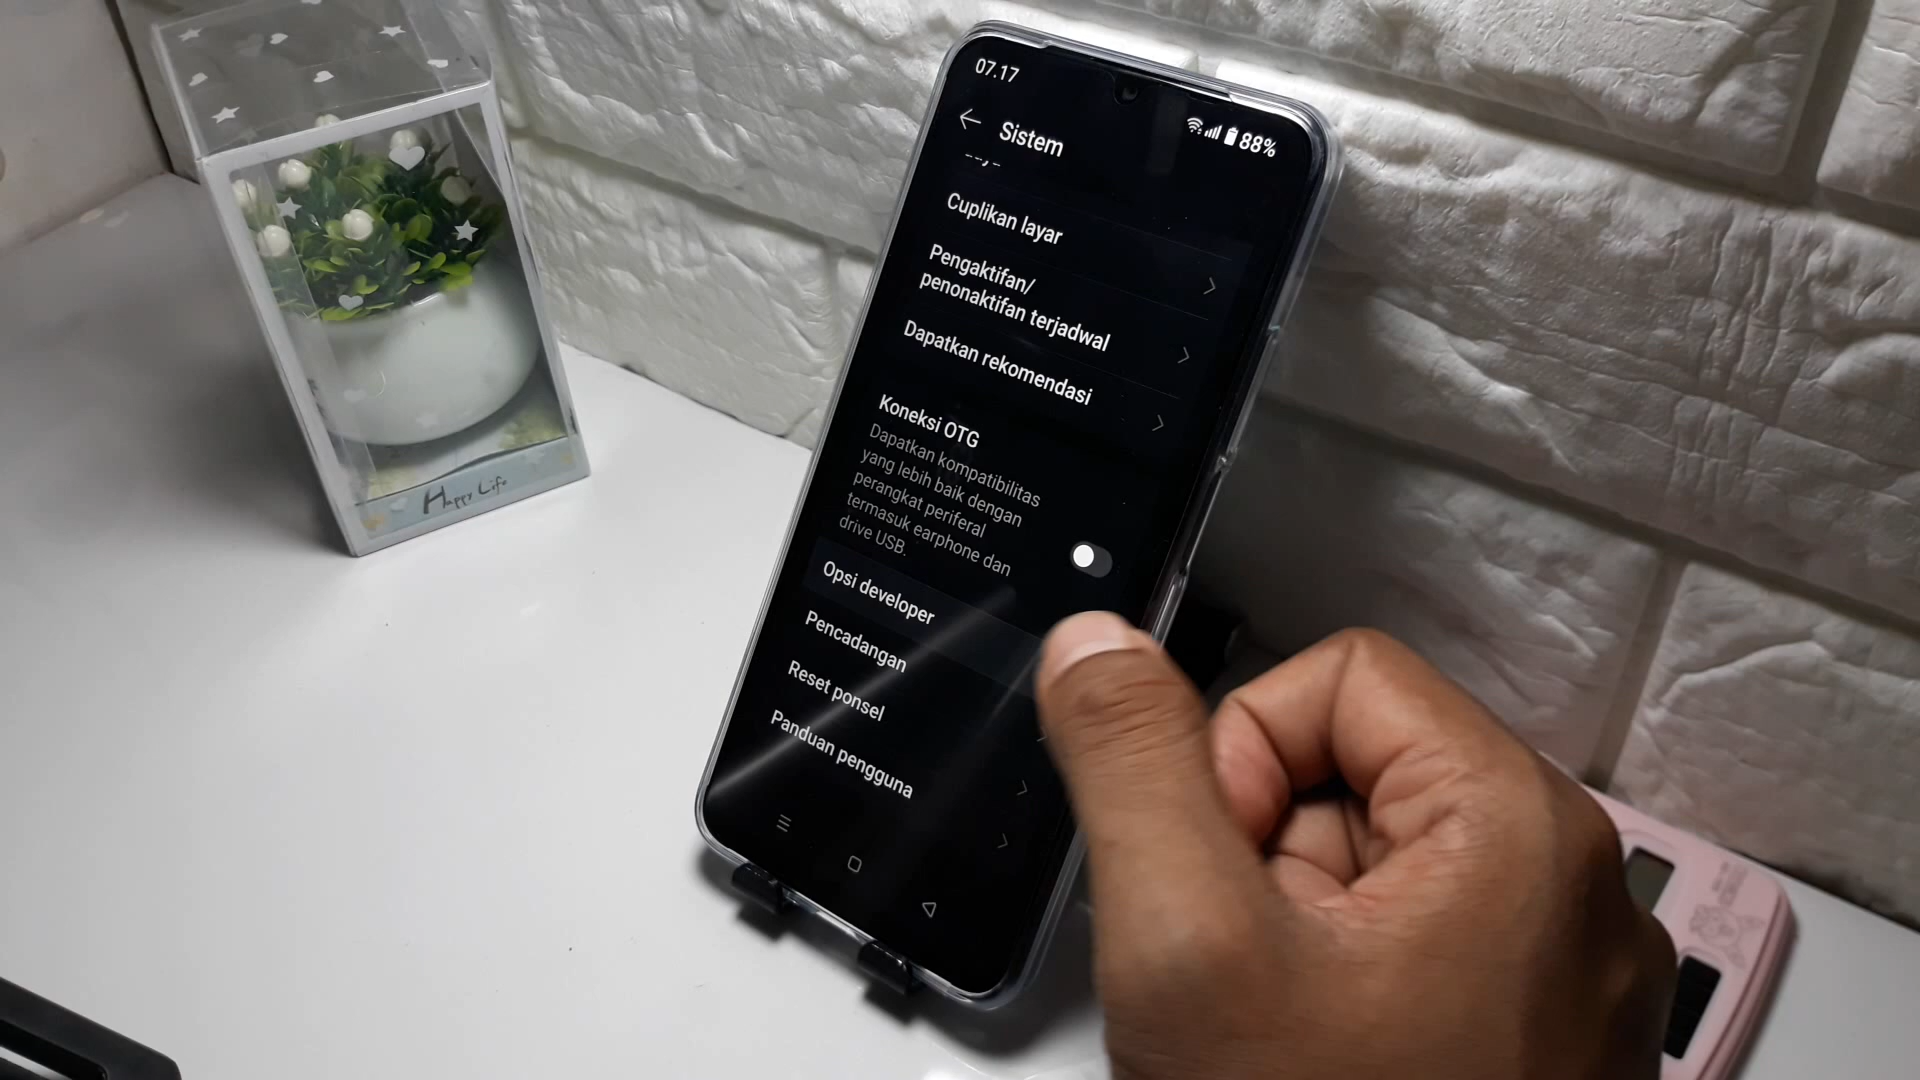 07.17
88%
Sistem
Cuplikan layar
Pengaktifan/
penonaktifan terjadwal
Dapatkan rekomendasi
Koneksi OTG
Dapatkan kompatibilitas
yang lebih baik dengan
perangkat periferal
termasuk earphone dan
drive USB.
Opsi developer
Pencadangan
Reset ponsel
Panduan pengguna
Happy Life